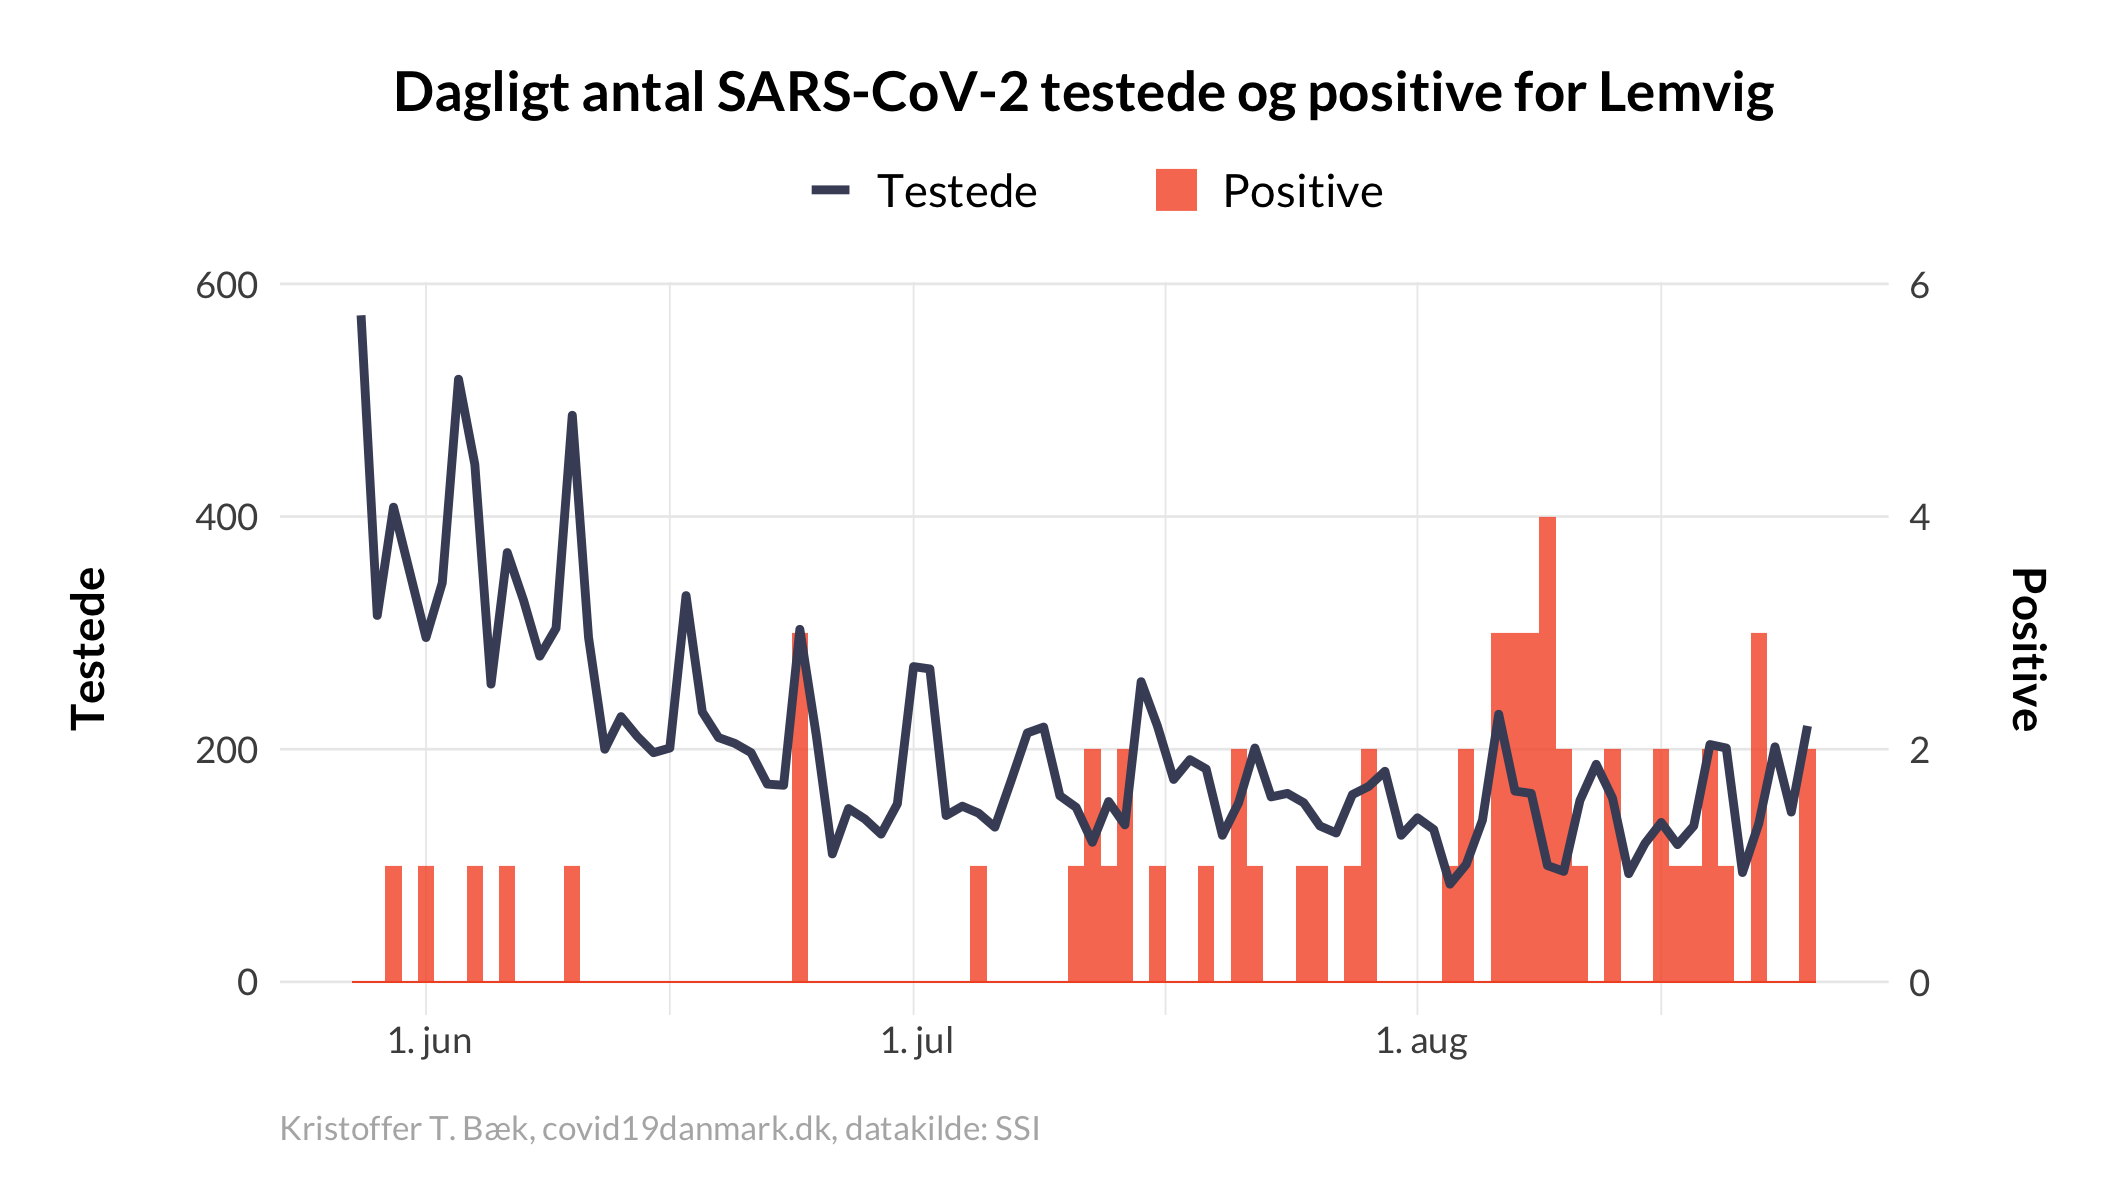 Dagligt antal SARS-CoV-2 testede og positive for Lemvig
Testede Positive
600 6
400 4
200 2
0 0
Testede
Positive
1. jun 1. jul 1. aug
Kristoffer T. Bæk, covid19danmark.dk, datakilde: SSI